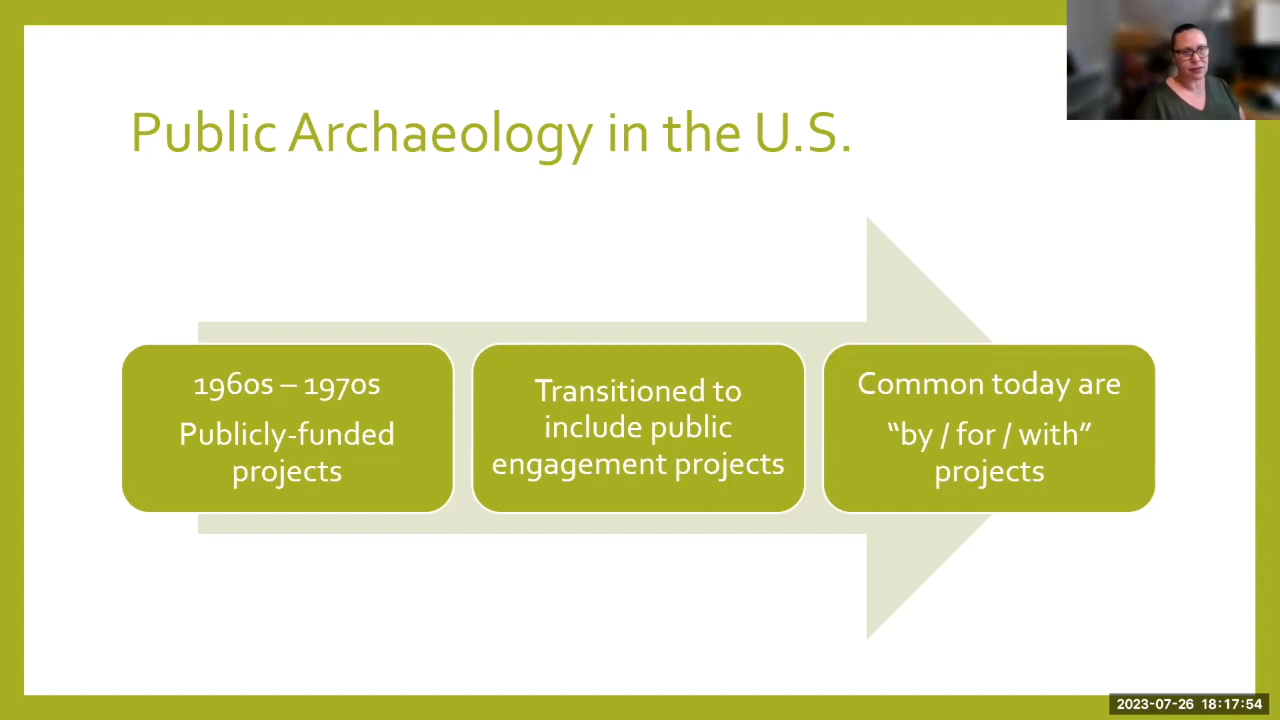 Public Archaeology in the U.S.
1960s – 1970s
Publicly-funded
projects
Transitioned to
include public
engagement projects
Common today are
“by / for / with”
projects
2023-07-26 18:17:54